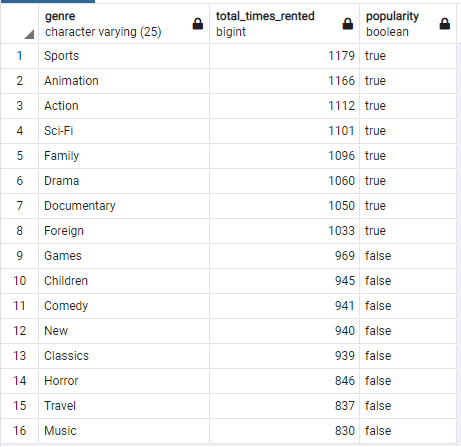 genre total_times_rented popularity
character varying (25) bigint boolean
1 Sports 1179 true
2 Animation 1166 true
3 Action 1112 true
4 Sci-Fi 1101 true
5 Family 1096 true
6 Drama 1060 true
7 Documentary 1050 true
8 Foreign 1033 true
9 Games 969 false
10 Children 945 false
11 Comedy 941 false
12 New 940 false
13 Classics 939 false
14 Horror 846 false
15 Travel 837 false
16 Music 830 false